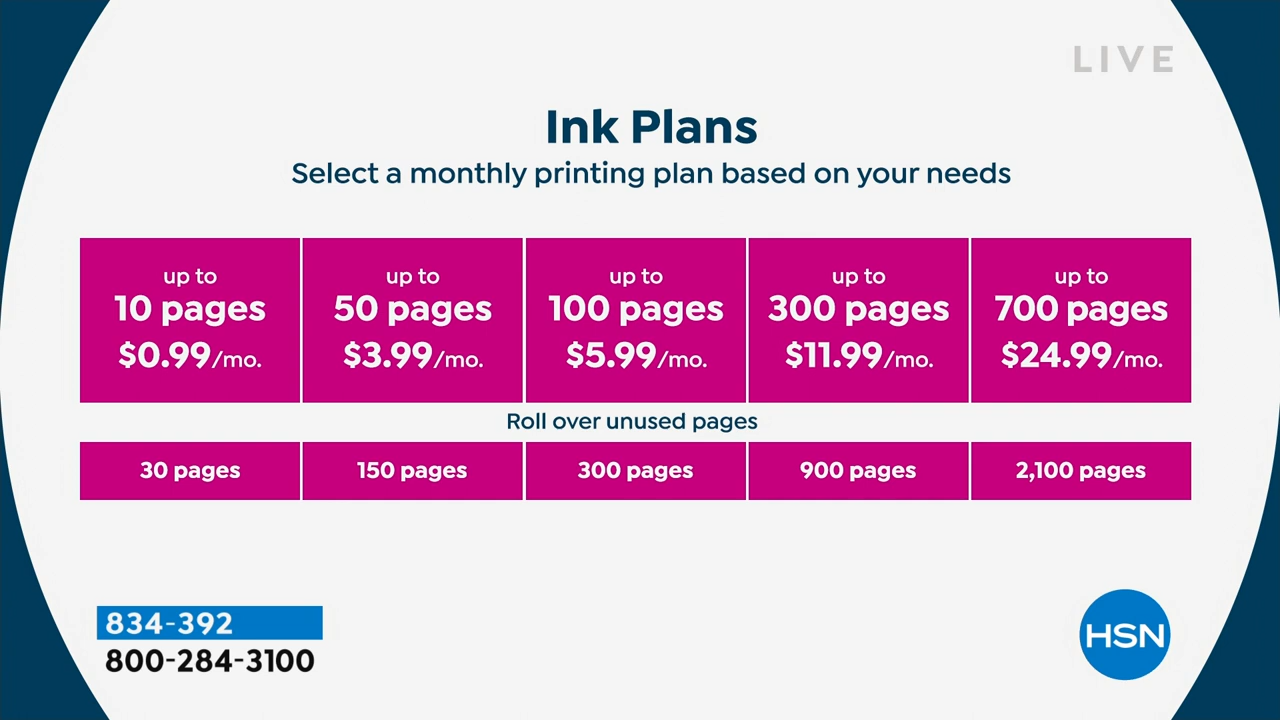 LIVE
Ink Plans
Select a monthly printing plan based on your needs
up to
10 pages
$0.99/mo.
up to
50 pages
$3.99/mo.
up to
100 pages
$5.99/mo.
up to
300 pages
$11.99/mo.
up to
700 pages
$24.99/mo.
Roll over unused pages
30 pages
150 pages
300 pages
900 pages
2,100 pages
834-392
800-284-3100
HSN